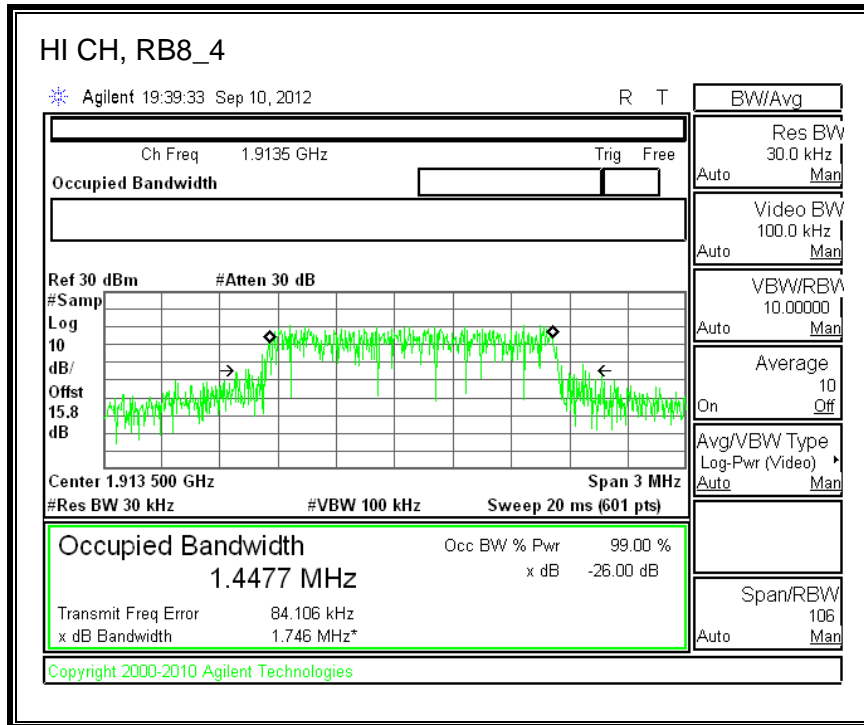 HI CH, RB8_4
Agilent 19:39:33 Sep 10, 2012 R T
Ch Freq 1.9135 GHz Trig Free
Occupied Bandwidth
Ref 30 dBm #Atten 30 dB
#Samp
Log
10
dB/
Offst
15.8
dB
Center 1.913 500 GHz Span 3 MHz
#Res BW 30 kHz #VBW 100 kHz Sweep 20 ms (601 pts)
Occupied Bandwidth Occ BW % Pwr 99.00 %
1.4477 MHz x dB -26.00 dB
Transmit Freq Error 84.106 kHz
x dB Bandwidth 1.746 MHz*
Copyright 2000-2010 Agilent Technologies
BW/Avg
Res BW
30.0 kHz
Auto Man
Video BW
100.0 kHz
Auto Man
VBW/RBW
10.00000
Auto Man
Average
10
On Off
Avg/VBW Type
Log-Pwr (Video)
Auto Man
Span/RBW
106
Auto Man